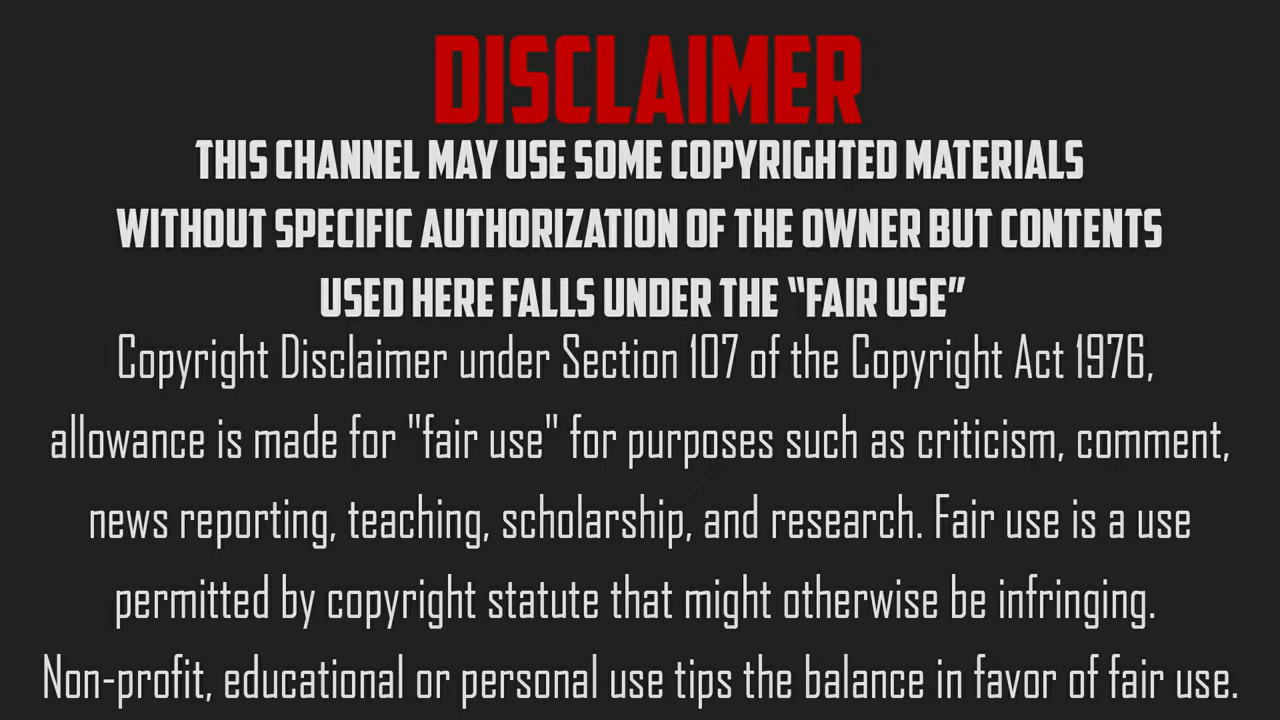 DISCLAIMER
THIS CHANNEL MAY USE SOME COPYRIGHTED MATERIALS
WITHOUT SPECIFIC AUTHORIZATION OF THE OWNER BUT CONTENTS
USED HERE FALLS UNDER THE “FAIR USE”
Copyright Disclaimer under Section 107 of the Copyright Act 1976,
allowance is made for "fair use" for purposes such as criticism, comment,
news reporting, teaching, scholarship, and research. Fair use is a use
permitted by copyright statute that might otherwise be infringing.
Non-profit, educational or personal use tips the balance in favor of fair use.